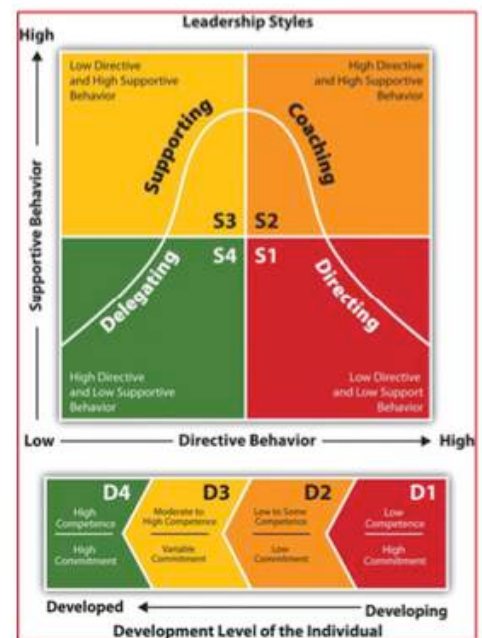 Leadership Styles
High
Supportive Behavior
Low Directive
and High Supportive
Behavior
High Directive
and High Supportive
Behavior
Supporting
Coaching
S3
S2
S4
S1
Delegating
Directing
High Directive
and Low Supportive
Behavior
Low Directive
and Low Support
Behavior
Low
Directive Behavior
High
D4
High
Competence
High
Commitment
D3
Moderate to
High Competence
Variable
Commitment
D2
Low to Some
Competence
Low
Commitment
D1
Low
Competence
High
Commitment
Developed
Developing
Development Level of the Individual